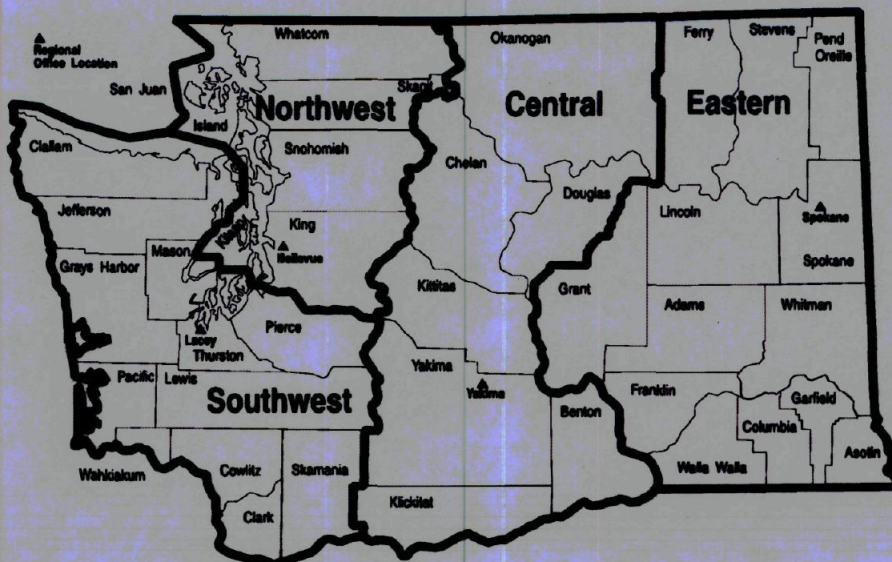 Regional
Office Location
San Juan
Whatcom
Skagit
Northwest
Island
Snohomish
King
Bellevue
Kitsap
Okanogan
Central
Chelan
Douglas
Kittitas
Yakima
Yakima
Benton
Klickitat
Ferry
Stevens
Pend
Oreille
Eastern
Lincoln
Spokane
Spokane
Grant
Adams
Whitman
Franklin
Garfield
Columbia
Walla Walla
Asotin
Clallam
Jefferson
Mason
Grays Harbor
Lacey
Thurston
Pierce
Pacific
Lewis
Southwest
Wahkiakum
Cowlitz
Skamania
Clark